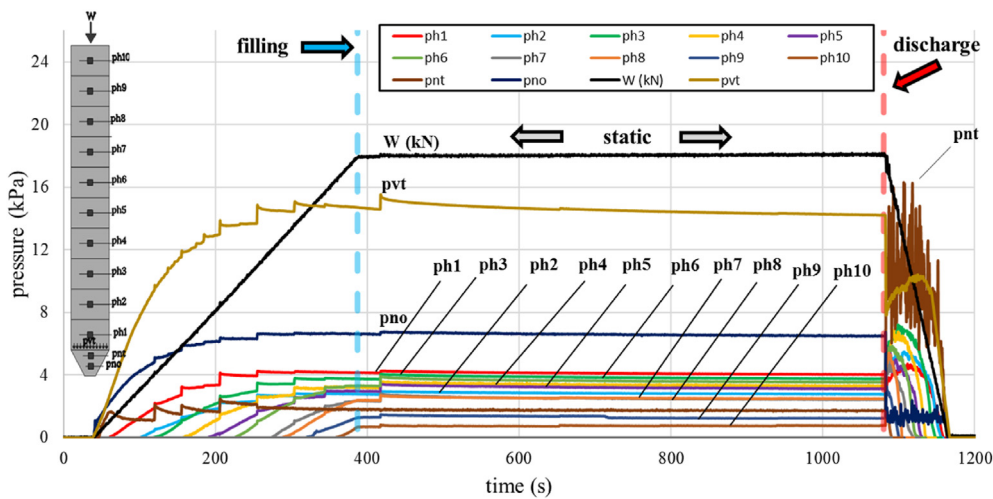 W
ph10
ph9
ph8
ph7
ph6
ph5
ph4
ph3
ph2
ph1
pvt
pnt
pno
filling
discharge
ph1 ph2 ph3 ph4 ph5
ph6 ph7 ph8 ph9 ph10
pnt pno W (kN) pvt
static
W (kN)
pvt
pnt
ph1 ph3 ph2 ph4 ph5 ph6 ph7 ph8 ph9 ph10
pno
pressure (kPa)
24
20
16
12
8
4
0
0 200 400 600 800 1000 1200
time (s)